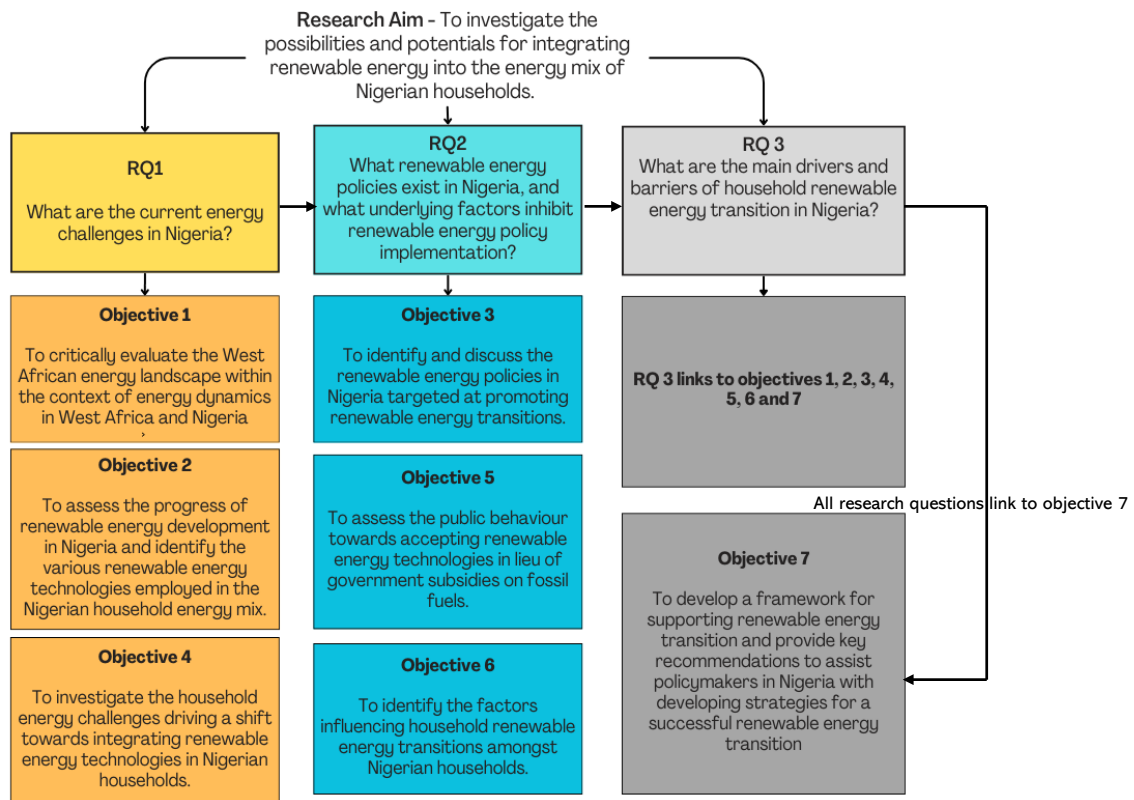 Research Aim - To investigate the
possibilities and potentials for integrating
renewable energy into the energy mix of
Nigerian households.
RQ1
What are the current energy
challenges in Nigeria?
RQ2
What renewable energy
policies exist in Nigeria, and
what underlying factors inhibit
renewable energy policy
implementation?
RQ 3
What are the main drivers and
barriers of household renewable
energy transition in Nigeria?
Objective 1
To critically evaluate the West
African energy landscape within
the context of energy dynamics
in West Africa and Nigeria
,
Objective 2
To assess the progress of
renewable energy development
in Nigeria and identify the
various renewable energy
technologies employed in the
Nigerian household energy mix.
Objective 4
To investigate the household
energy challenges driving a shift
towards integrating renewable
energy technologies in Nigerian
households.
Objective 3
To identify and discuss the
renewable energy policies in
Nigeria targeted at promoting
renewable energy transitions.
Objective 5
To assess the public behaviour
towards accepting renewable
energy technologies in lieu of
government subsidies on fossil
fuels.
Objective 6
To identify the factors
influencing household renewable
energy transitions amongst
Nigerian households.
RQ 3 links to objectives 1, 2, 3, 4,
5, 6 and 7
All research questions link to objective 7
Objective 7
To develop a framework for
supporting renewable energy
transition and provide key
recommendations to assist
policymakers in Nigeria with
developing strategies for a
successful renewable energy
transition